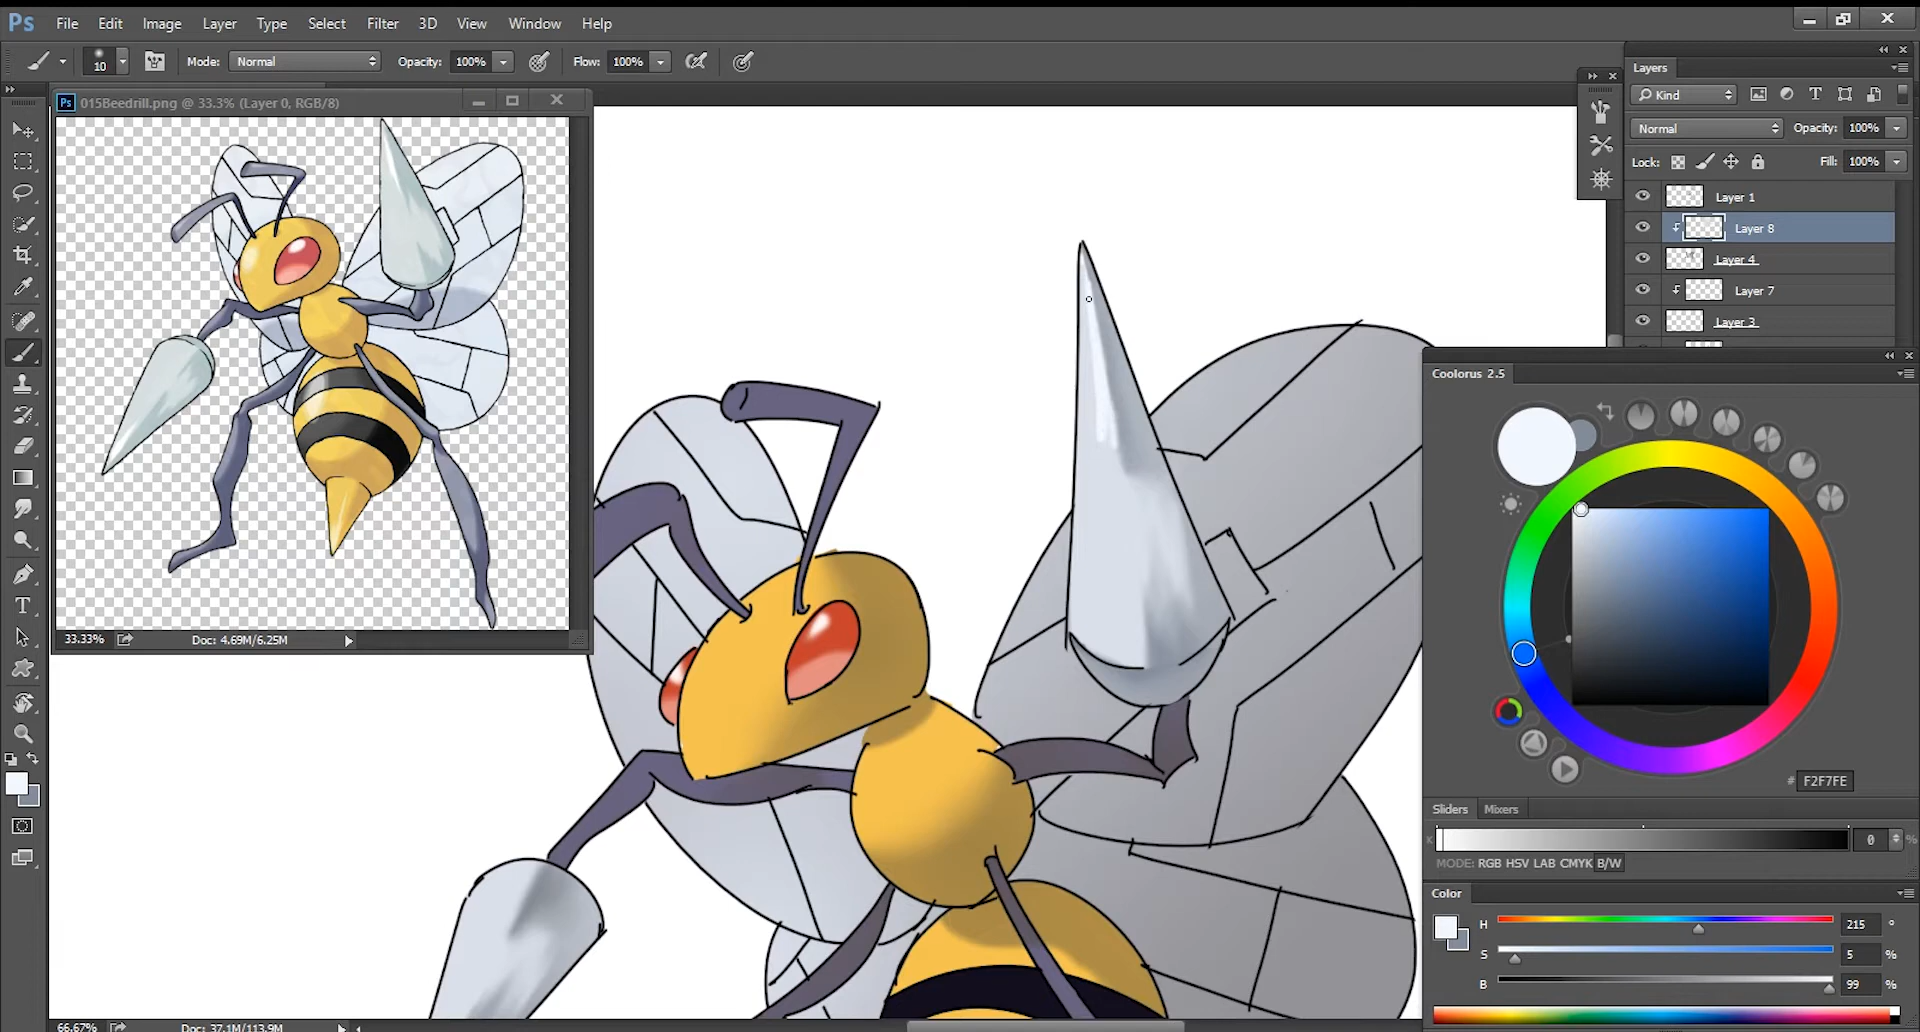 Ps File Edit Image Layer Type Select Filter 3D View Window Help
10 Mode: Normal Opacity: 100% Flow: 100%
Ps 015Beedrill.png @ 33.3% (Layer 0, RGB/8)
33.33% Doc: 4.69M/6.25M
66.67% Doc: 37.1M/113.9M
Layers
Kind
Normal Opacity: 100%
Lock: Fill: 100%
Layer 1
Layer 8
Layer 4
Layer 7
Layer 3
Coolorus 2.5
# F2F7FE
Sliders Mixers
K 0 %
MODE: RGB HSV LAB CMYK B/W
Color
H 215 °
S 5 %
B 99 %